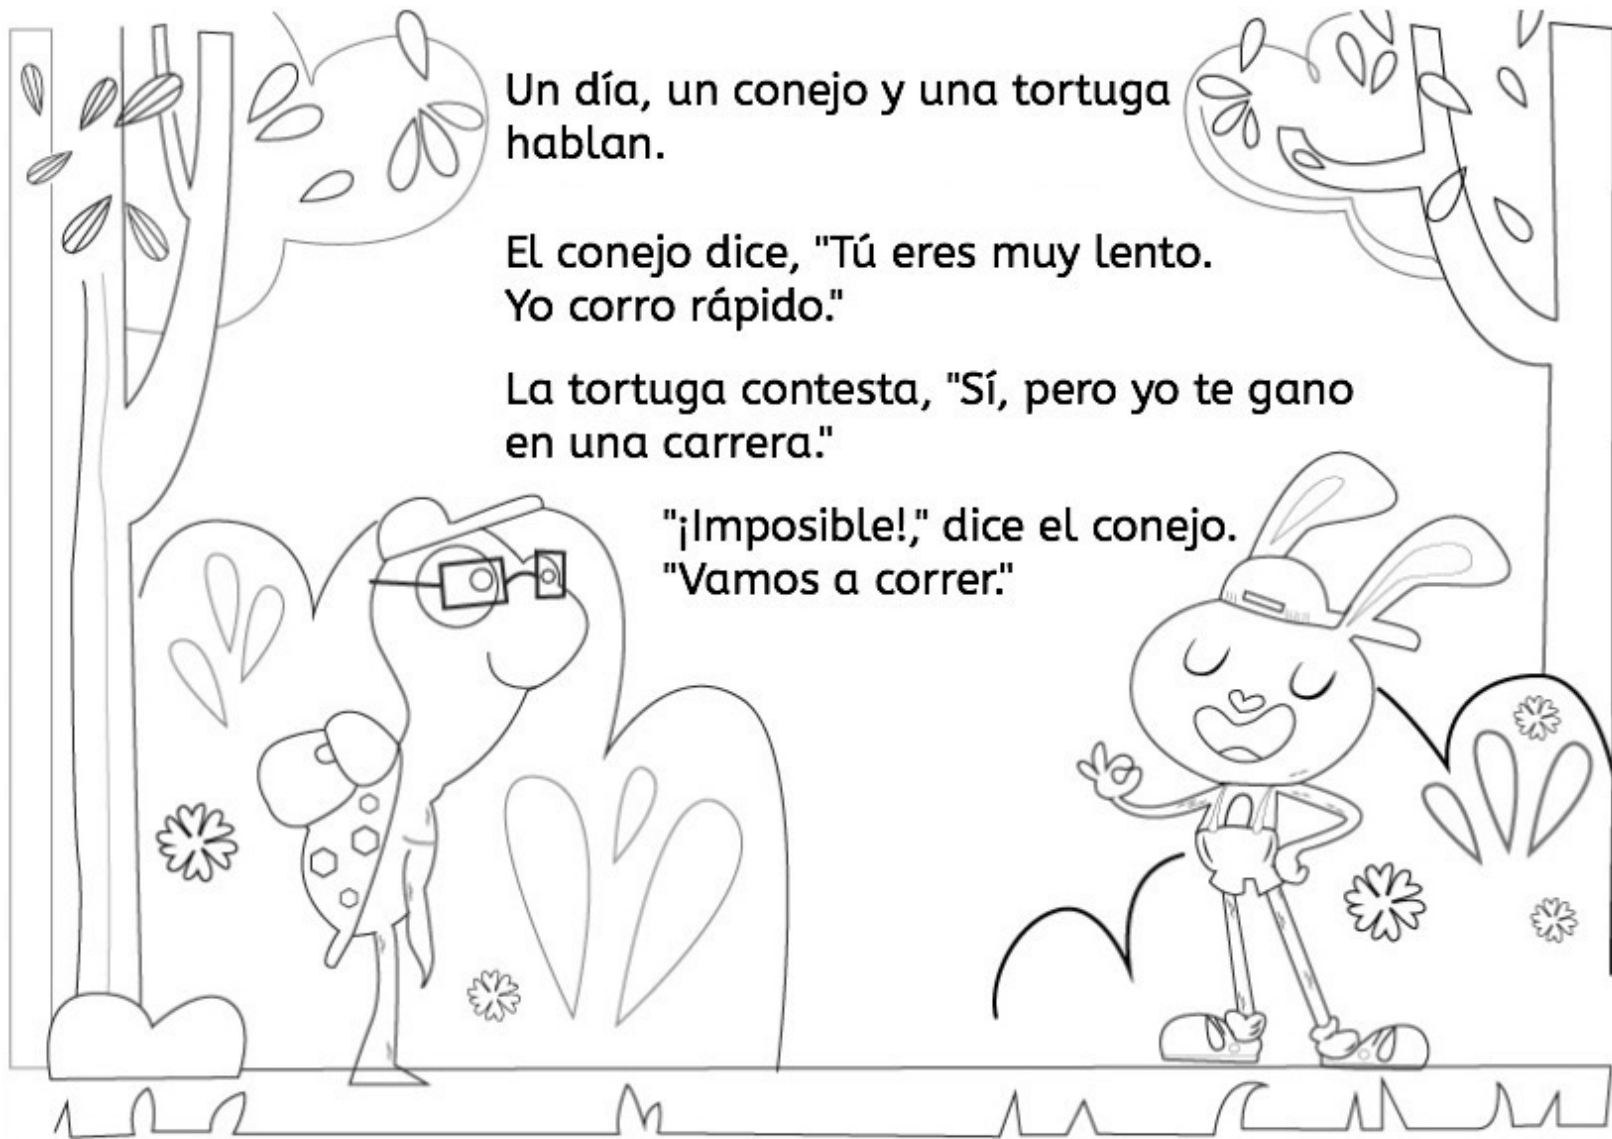 Un día, un conejo y una tortuga
hablan.
El conejo dice, "Tú eres muy lento.
Yo corro rápido."
La tortuga contesta, "Sí, pero yo te gano
en una carrera."
"¡Imposible!," dice el conejo.
"Vamos a correr."